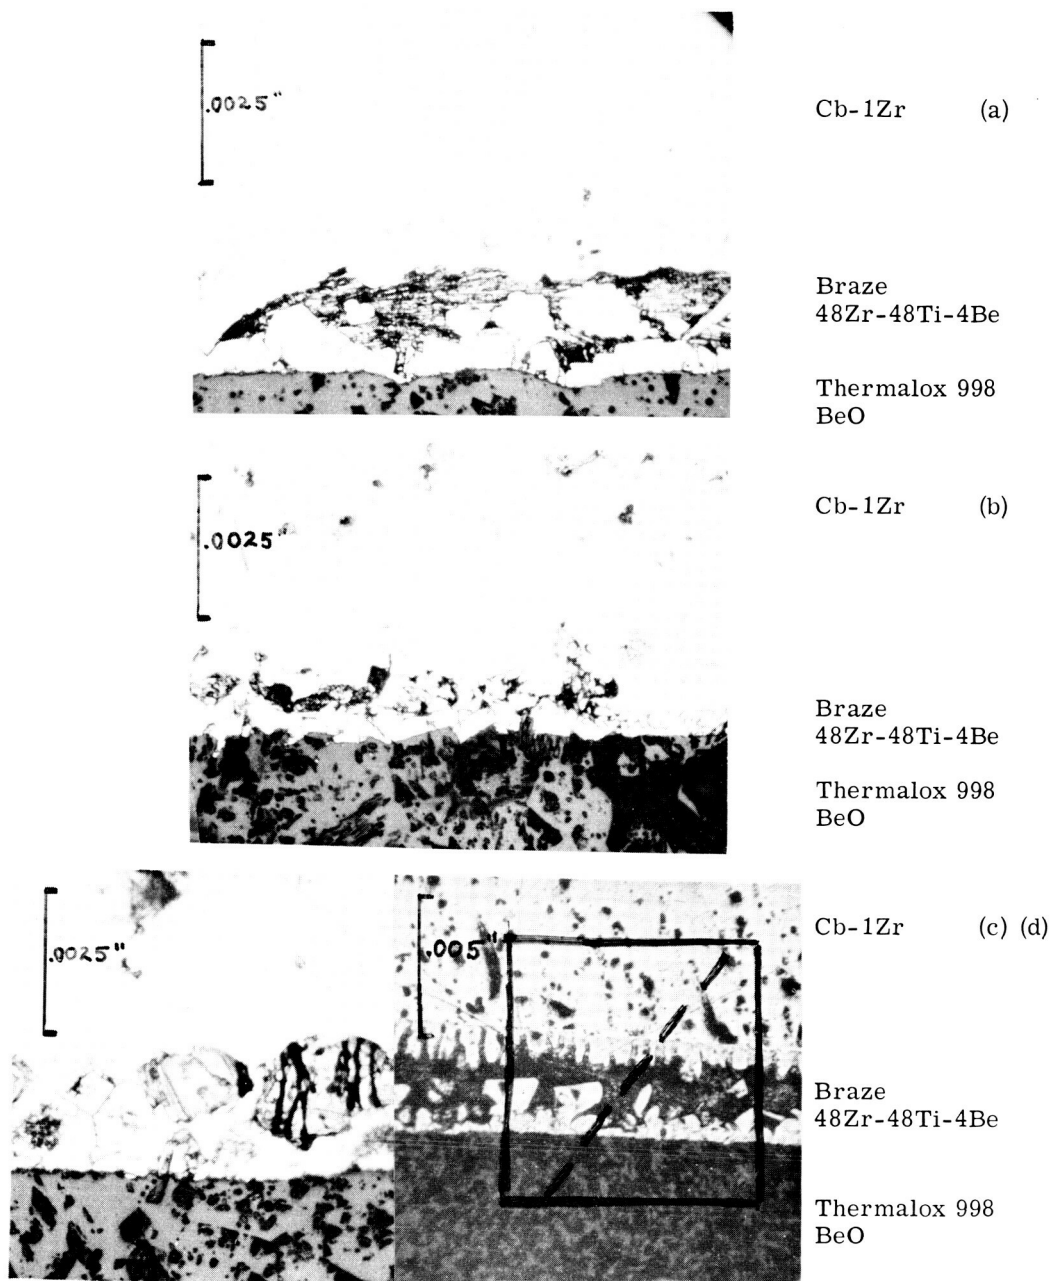 .0025"
Cb-1Zr (a)
Braze
48Zr-48Ti-4Be
Thermalox 998
BeO
.0025"
Cb-1Zr (b)
Braze
48Zr-48Ti-4Be
Thermalox 998
BeO
.0025"
.005"
Cb-1Zr (c) (d)
Braze
48Zr-48Ti-4Be
Thermalox 998
BeO